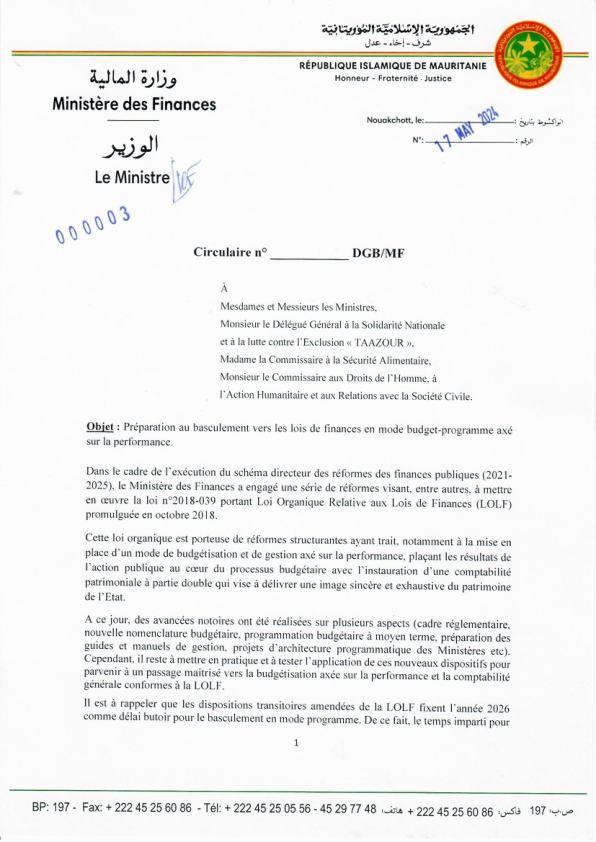 الجمهورية الإسلامية الموريتانية
شرف - إخاء - عدل
RÉPUBLIQUE ISLAMIQUE DE MAURITANIE
Honneur - Fraternité - Justice
وزارة المالية
Ministère des Finances
الوزير
Le Ministre
Nouakchott, le: 17 MAY 2024 :انواكشوط بتاريخ
N°: :الرقم
000003
Circulaire n° ____________ DGB/MF
À
Mesdames et Messieurs les Ministres,
Monsieur le Délégué Général à la Solidarité Nationale
et à la lutte contre l'Exclusion « TAAZOUR »,
Madame la Commissaire à la Sécurité Alimentaire,
Monsieur le Commissaire aux Droits de l'Homme, à
l'Action Humanitaire et aux Relations avec la Société Civile.
Objet : Préparation au basculement vers les lois de finances en mode budget-programme axé
sur la performance.
Dans le cadre de l'exécution du schéma directeur des réformes des finances publiques (2021-
2025), le Ministère des Finances a engagé une série de réformes visant, entre autres, à mettre
en œuvre la loi n°2018-039 portant Loi Organique Relative aux Lois de Finances (LOLF)
promulguée en octobre 2018.
Cette loi organique est porteuse de réformes structurantes ayant trait, notamment à la mise en
place d'un mode de budgétisation et de gestion axé sur la performance, plaçant les résultats de
l'action publique au cœur du processus budgétaire avec l'instauration d'une comptabilité
patrimoniale à partie double qui vise à délivrer une image sincère et exhaustive du patrimoine
de l'Etat.
A ce jour, des avancées notoires ont été réalisées sur plusieurs aspects (cadre réglementaire,
nouvelle nomenclature budgétaire, programmation budgétaire à moyen terme, préparation des
guides et manuels de gestion, projets d'architecture programmatique des Ministères etc).
Cependant, il reste à mettre en pratique et à tester l'application de ces nouveaux dispositifs pour
parvenir à un passage maitrisé vers la budgétisation axée sur la performance et la comptabilité
générale conformes à la LOLF.
Il est à rappeler que les dispositions transitoires amendées de la LOLF fixent l'année 2026
comme délai butoir pour le basculement en mode programme. De ce fait, le temps imparti pour
1
BP: 197 - Fax: + 222 45 25 60 86 - Tél: + 222 45 25 05 56 - 45 29 77 48 :هاتف + 222 45 25 60 86 :فاكس 197 :ص.ب